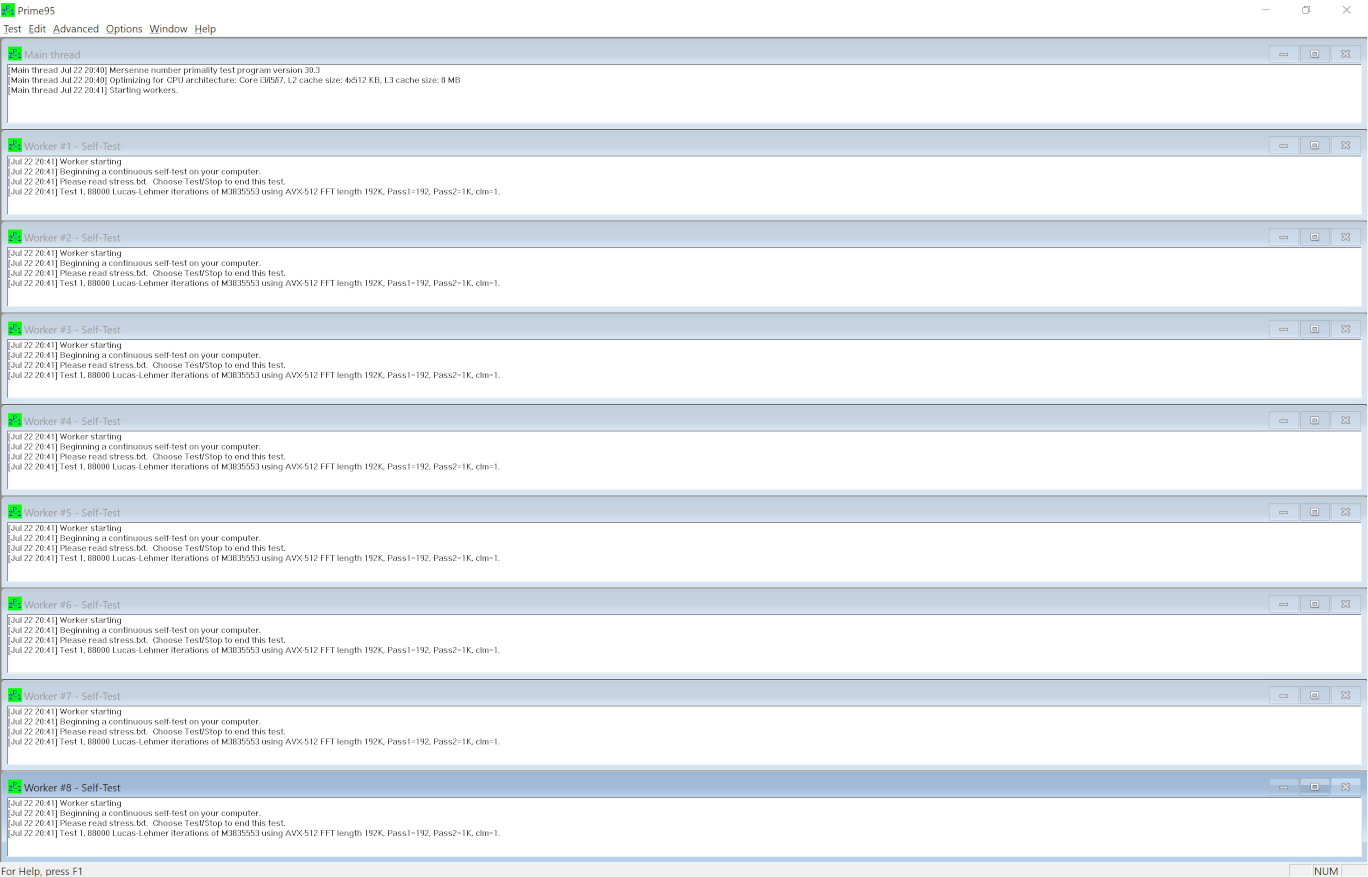 Prime95
Test Edit Advanced Options Window Help
Main thread
[Main thread Jul 22 20:40] Mersenne number primality test program version 30.3
[Main thread Jul 22 20:40] Optimizing for CPU architecture: Core i3/i5/i7, L2 cache size: 4x512 KB, L3 cache size: 8 MB
[Main thread Jul 22 20:41] Starting workers.
Worker #1 - Self-Test
[Jul 22 20:41] Worker starting
[Jul 22 20:41] Beginning a continuous self-test on your computer.
[Jul 22 20:41] Please read stress.txt. Choose Test/Stop to end this test.
[Jul 22 20:41] Test 1, 88000 Lucas-Lehmer iterations of M3835553 using AVX-512 FFT length 192K, Pass1=192, Pass2=1K, clm=1.
Worker #2 - Self-Test
[Jul 22 20:41] Worker starting
[Jul 22 20:41] Beginning a continuous self-test on your computer.
[Jul 22 20:41] Please read stress.txt. Choose Test/Stop to end this test.
[Jul 22 20:41] Test 1, 88000 Lucas-Lehmer iterations of M3835553 using AVX-512 FFT length 192K, Pass1=192, Pass2=1K, clm=1.
Worker #3 - Self-Test
[Jul 22 20:41] Worker starting
[Jul 22 20:41] Beginning a continuous self-test on your computer.
[Jul 22 20:41] Please read stress.txt. Choose Test/Stop to end this test.
[Jul 22 20:41] Test 1, 88000 Lucas-Lehmer iterations of M3835553 using AVX-512 FFT length 192K, Pass1=192, Pass2=1K, clm=1.
Worker #4 - Self-Test
[Jul 22 20:41] Worker starting
[Jul 22 20:41] Beginning a continuous self-test on your computer.
[Jul 22 20:41] Please read stress.txt. Choose Test/Stop to end this test.
[Jul 22 20:41] Test 1, 88000 Lucas-Lehmer iterations of M3835553 using AVX-512 FFT length 192K, Pass1=192, Pass2=1K, clm=1.
Worker #5 - Self-Test
[Jul 22 20:41] Worker starting
[Jul 22 20:41] Beginning a continuous self-test on your computer.
[Jul 22 20:41] Please read stress.txt. Choose Test/Stop to end this test.
[Jul 22 20:41] Test 1, 88000 Lucas-Lehmer iterations of M3835553 using AVX-512 FFT length 192K, Pass1=192, Pass2=1K, clm=1.
Worker #6 - Self-Test
[Jul 22 20:41] Worker starting
[Jul 22 20:41] Beginning a continuous self-test on your computer.
[Jul 22 20:41] Please read stress.txt. Choose Test/Stop to end this test.
[Jul 22 20:41] Test 1, 88000 Lucas-Lehmer iterations of M3835553 using AVX-512 FFT length 192K, Pass1=192, Pass2=1K, clm=1.
Worker #7 - Self-Test
[Jul 22 20:41] Worker starting
[Jul 22 20:41] Beginning a continuous self-test on your computer.
[Jul 22 20:41] Please read stress.txt. Choose Test/Stop to end this test.
[Jul 22 20:41] Test 1, 88000 Lucas-Lehmer iterations of M3835553 using AVX-512 FFT length 192K, Pass1=192, Pass2=1K, clm=1.
Worker #8 - Self-Test
[Jul 22 20:41] Worker starting
[Jul 22 20:41] Beginning a continuous self-test on your computer.
[Jul 22 20:41] Please read stress.txt. Choose Test/Stop to end this test.
[Jul 22 20:41] Test 1, 88000 Lucas-Lehmer iterations of M3835553 using AVX-512 FFT length 192K, Pass1=192, Pass2=1K, clm=1.
For Help, press F1
NUM